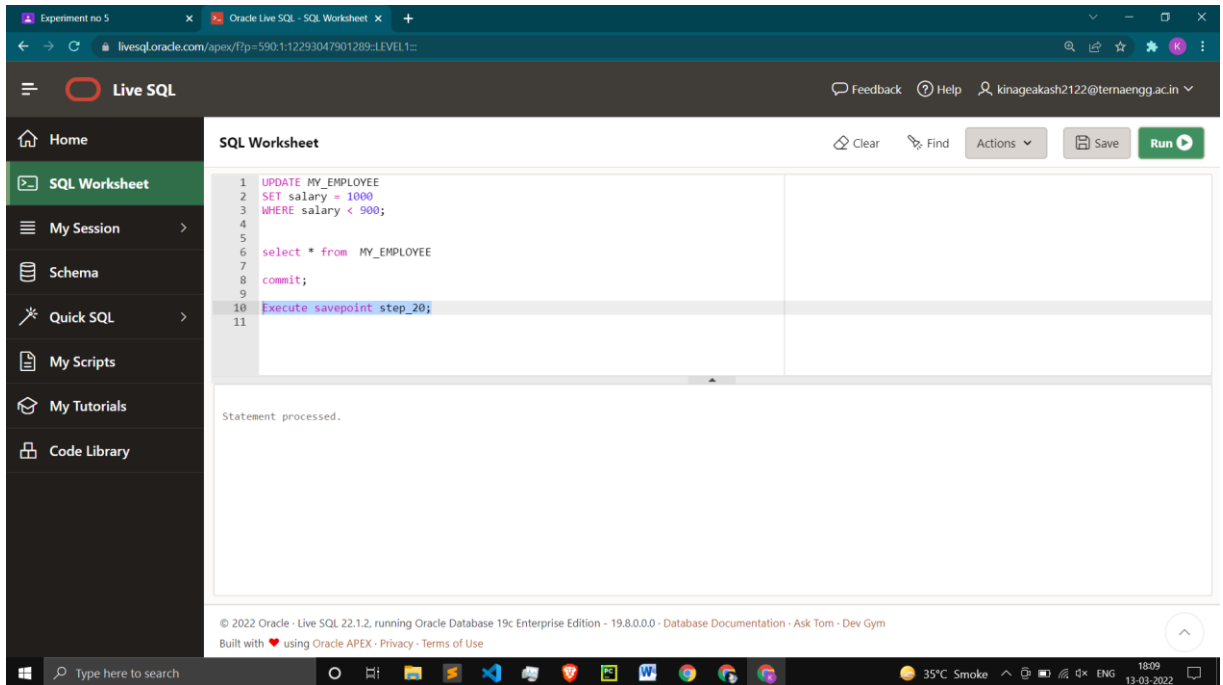 Experiment no 5
Oracle Live SQL - SQL Worksheet
livesql.oracle.com/apex/f?p=590:1:12293047901289::LEVEL1:::
K
Live SQL
Feedback
Help
kinageakash2122@ternaengg.ac.in
Home
SQL Worksheet
My Session
Schema
Quick SQL
My Scripts
My Tutorials
Code Library
SQL Worksheet
Clear
Find
Actions
Save
Run
1 UPDATE MY_EMPLOYEE
2 SET salary = 1000
3 WHERE salary < 900;
4
5
6 select * from  MY_EMPLOYEE
7
8 commit;
9
10 Execute savepoint step_20;
11
Statement processed.
© 2022 Oracle · Live SQL 22.1.2, running Oracle Database 19c Enterprise Edition - 19.8.0.0.0 · Database Documentation · Ask Tom · Dev Gym
Built with ❤ using Oracle APEX · Privacy · Terms of Use
Type here to search
35°C Smoke
ENG
18:09
13-03-2022